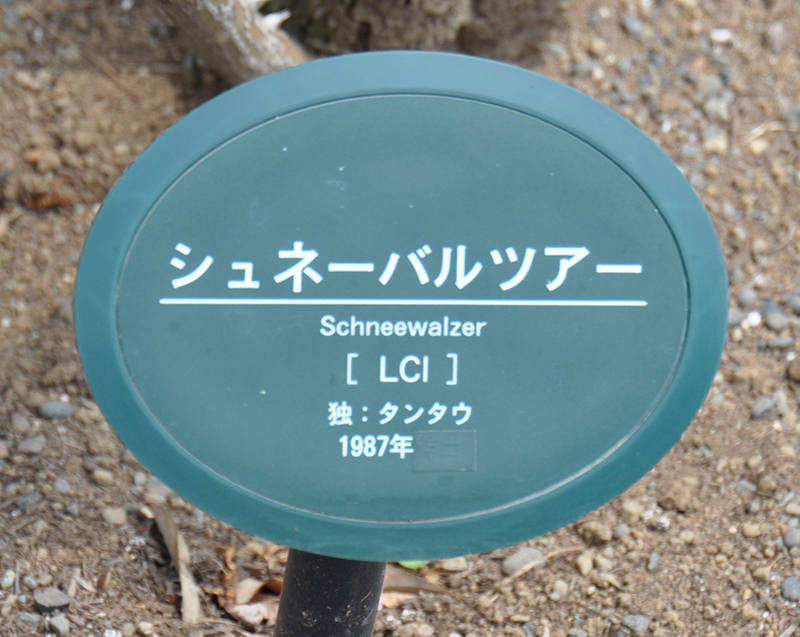 シュネーバルツアー
Schneewalzer
[ LCl ]
独：タンタウ
1987年